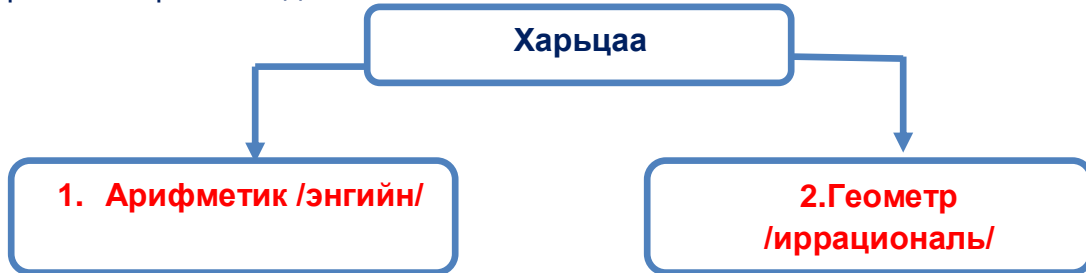 Харьцаа
1. Арифметик /энгийн/
2.Геометр
/иррациональ/